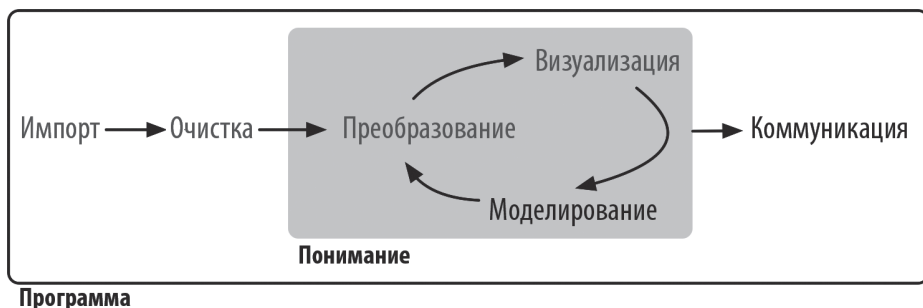 Визуализация
Импорт
Очистка
Преобразование
Коммуникация
Моделирование
Понимание
Программа